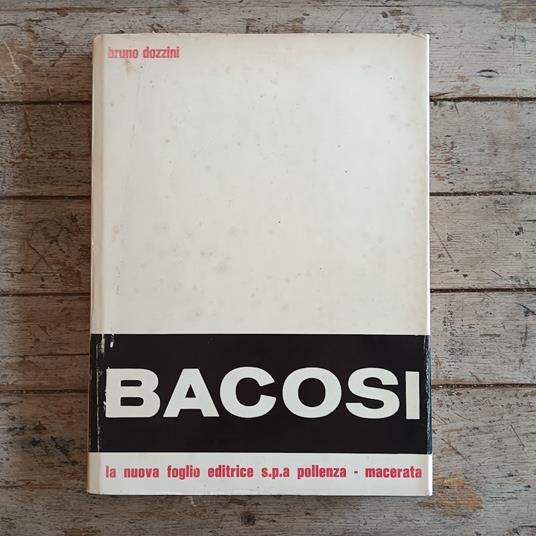 bruno dozzini
BACOSI
la nuova foglio editrice s.p.a pollenza - macerata